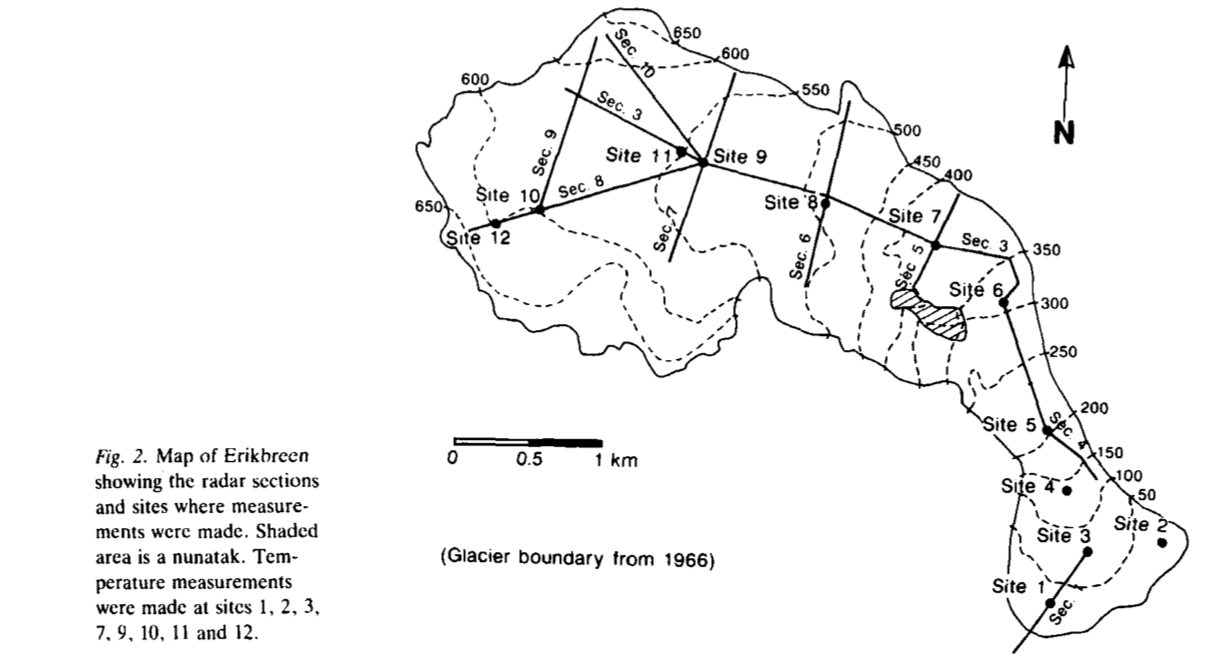 650
Sec. 10
600
600
550
Sec. 3
500
Sec. 9
Site 11
Site 9
450
400
Site 10
Sec. 8
Site 8
Site 7
650
Site 12
Sec. 7
Sec. 6
Sec. 5
Sec. 3
350
Site 6
300
250
200
Site 5
Sec. 4
150
100
Site 4
50
Site 2
Site 3
Site 1
Sec.
N
0 0.5 1 km
(Glacier boundary from 1966)
Fig. 2. Map of Erikbreen
showing the radar sections
and sites where measure-
ments were made. Shaded
area is a nunatak. Tem-
perature measurements
were made at sites 1, 2, 3,
7, 9, 10, 11 and 12.